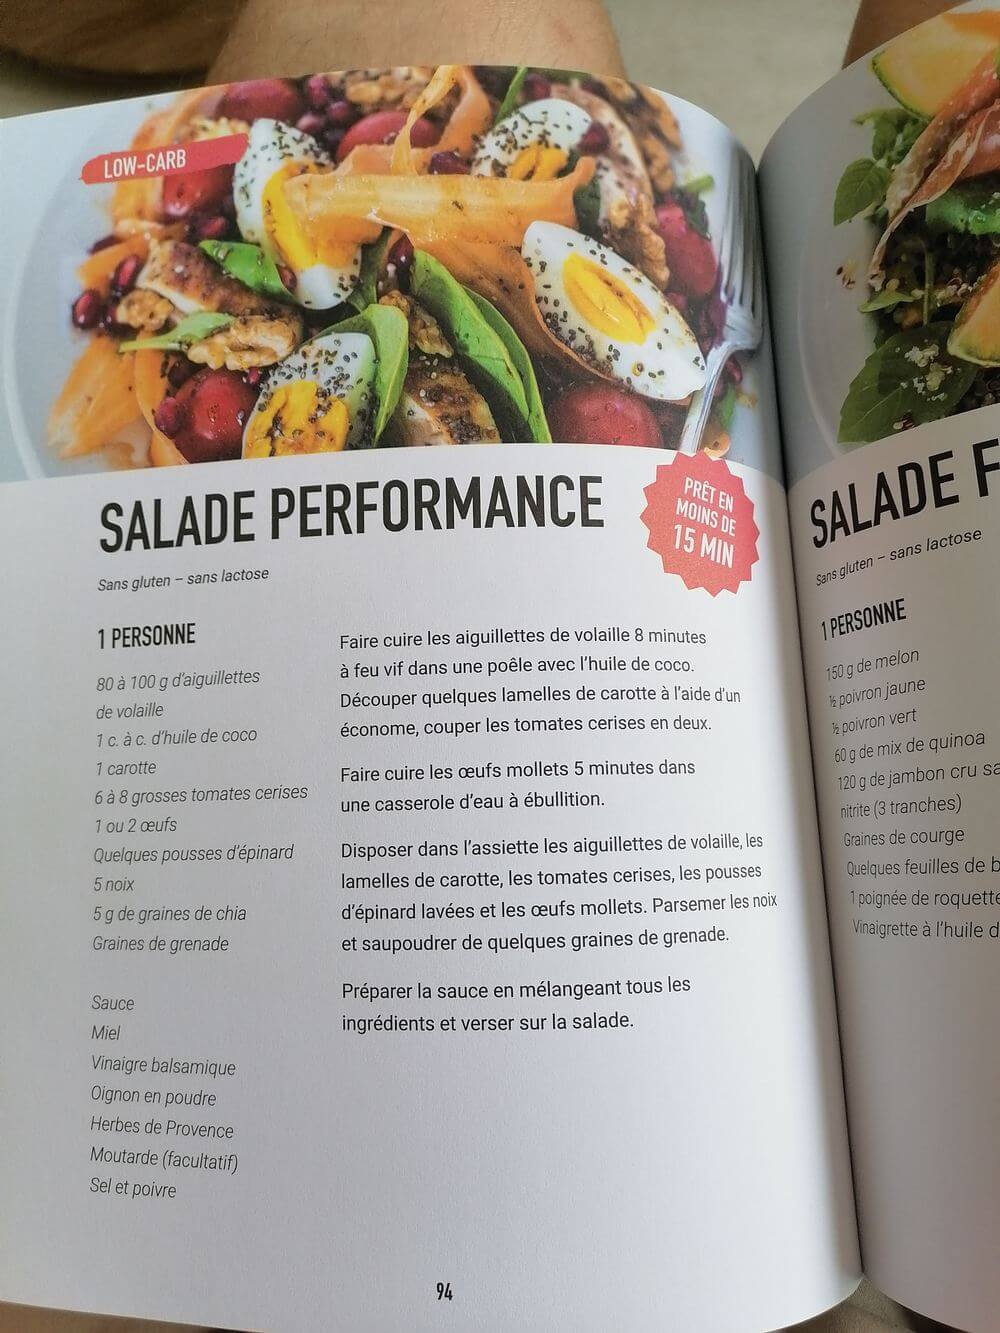 LOW-CARB
SALADE PERFORMANCE
PRÊT EN
MOINS DE
15 MIN
Sans gluten – sans lactose
1 PERSONNE
80 à 100 g d'aiguillettes
de volaille
1 c. à c. d'huile de coco
1 carotte
6 à 8 grosses tomates cerises
1 ou 2 œufs
Quelques pousses d'épinard
5 noix
5 g de graines de chia
Graines de grenade
Sauce
Miel
Vinaigre balsamique
Oignon en poudre
Herbes de Provence
Moutarde (facultatif)
Sel et poivre
Faire cuire les aiguillettes de volaille 8 minutes
à feu vif dans une poêle avec l'huile de coco.
Découper quelques lamelles de carotte à l'aide d'un
économe, couper les tomates cerises en deux.
Faire cuire les œufs mollets 5 minutes dans
une casserole d'eau à ébullition.
Disposer dans l'assiette les aiguillettes de volaille, les
lamelles de carotte, les tomates cerises, les pousses
d'épinard lavées et les œufs mollets. Parsemer les noix
et saupoudrer de quelques graines de grenade.
Préparer la sauce en mélangeant tous les
ingrédients et verser sur la salade.
94
SALADE F
Sans gluten – sans lactose
1 PERSONNE
150 g de melon
½ poivron jaune
½ poivron vert
60 g de mix de quinoa
120 g de jambon cru sa
nitrite (3 tranches)
Graines de courge
Quelques feuilles de b
1 poignée de roquette
Vinaigrette à l'huile d